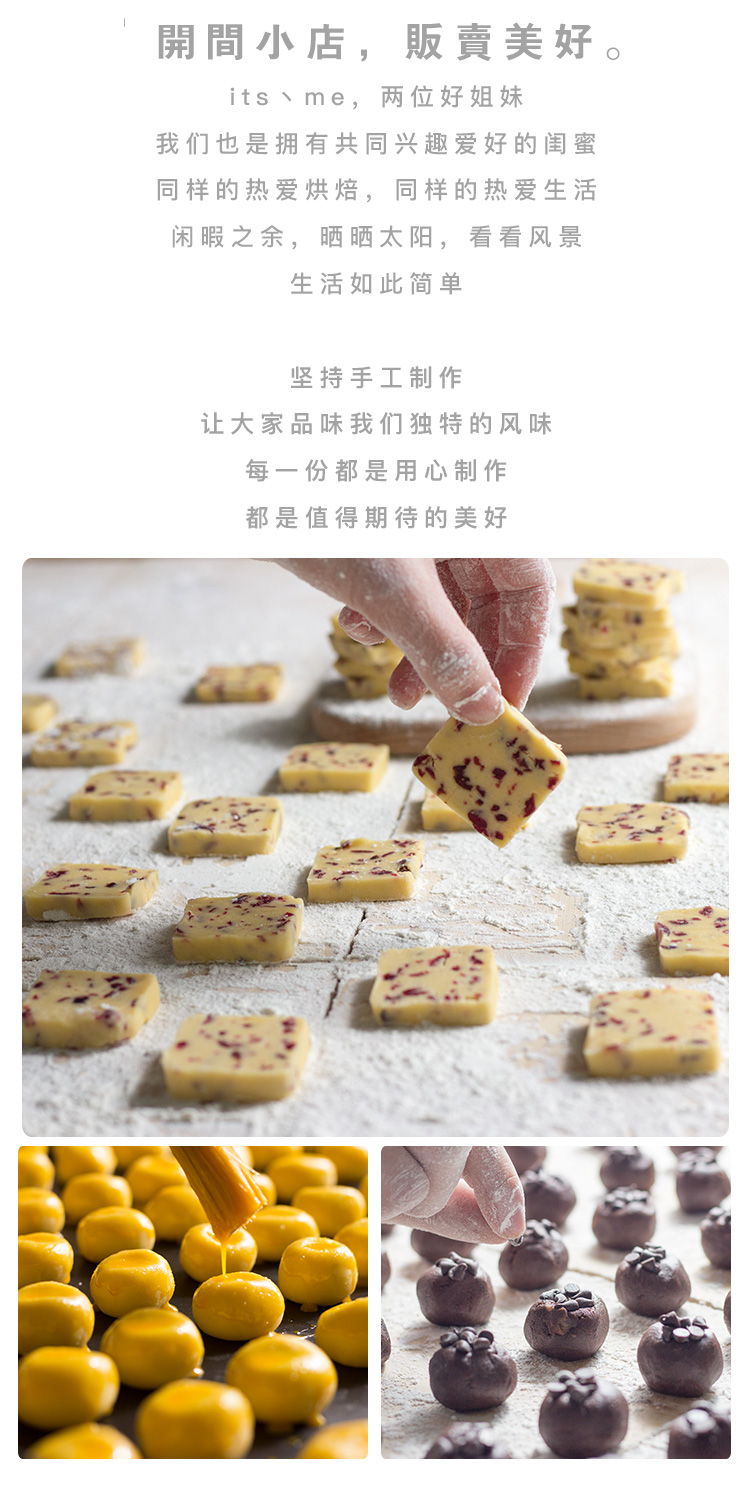 開間小店，販賣美好。
its丶me，两位好姐妹
我们也是拥有共同兴趣爱好的闺蜜
同样的热爱烘焙，同样的热爱生活
闲暇之余，晒晒太阳，看看风景
生活如此简单
坚持手工制作
让大家品味我们独特的风味
每一份都是用心制作
都是值得期待的美好